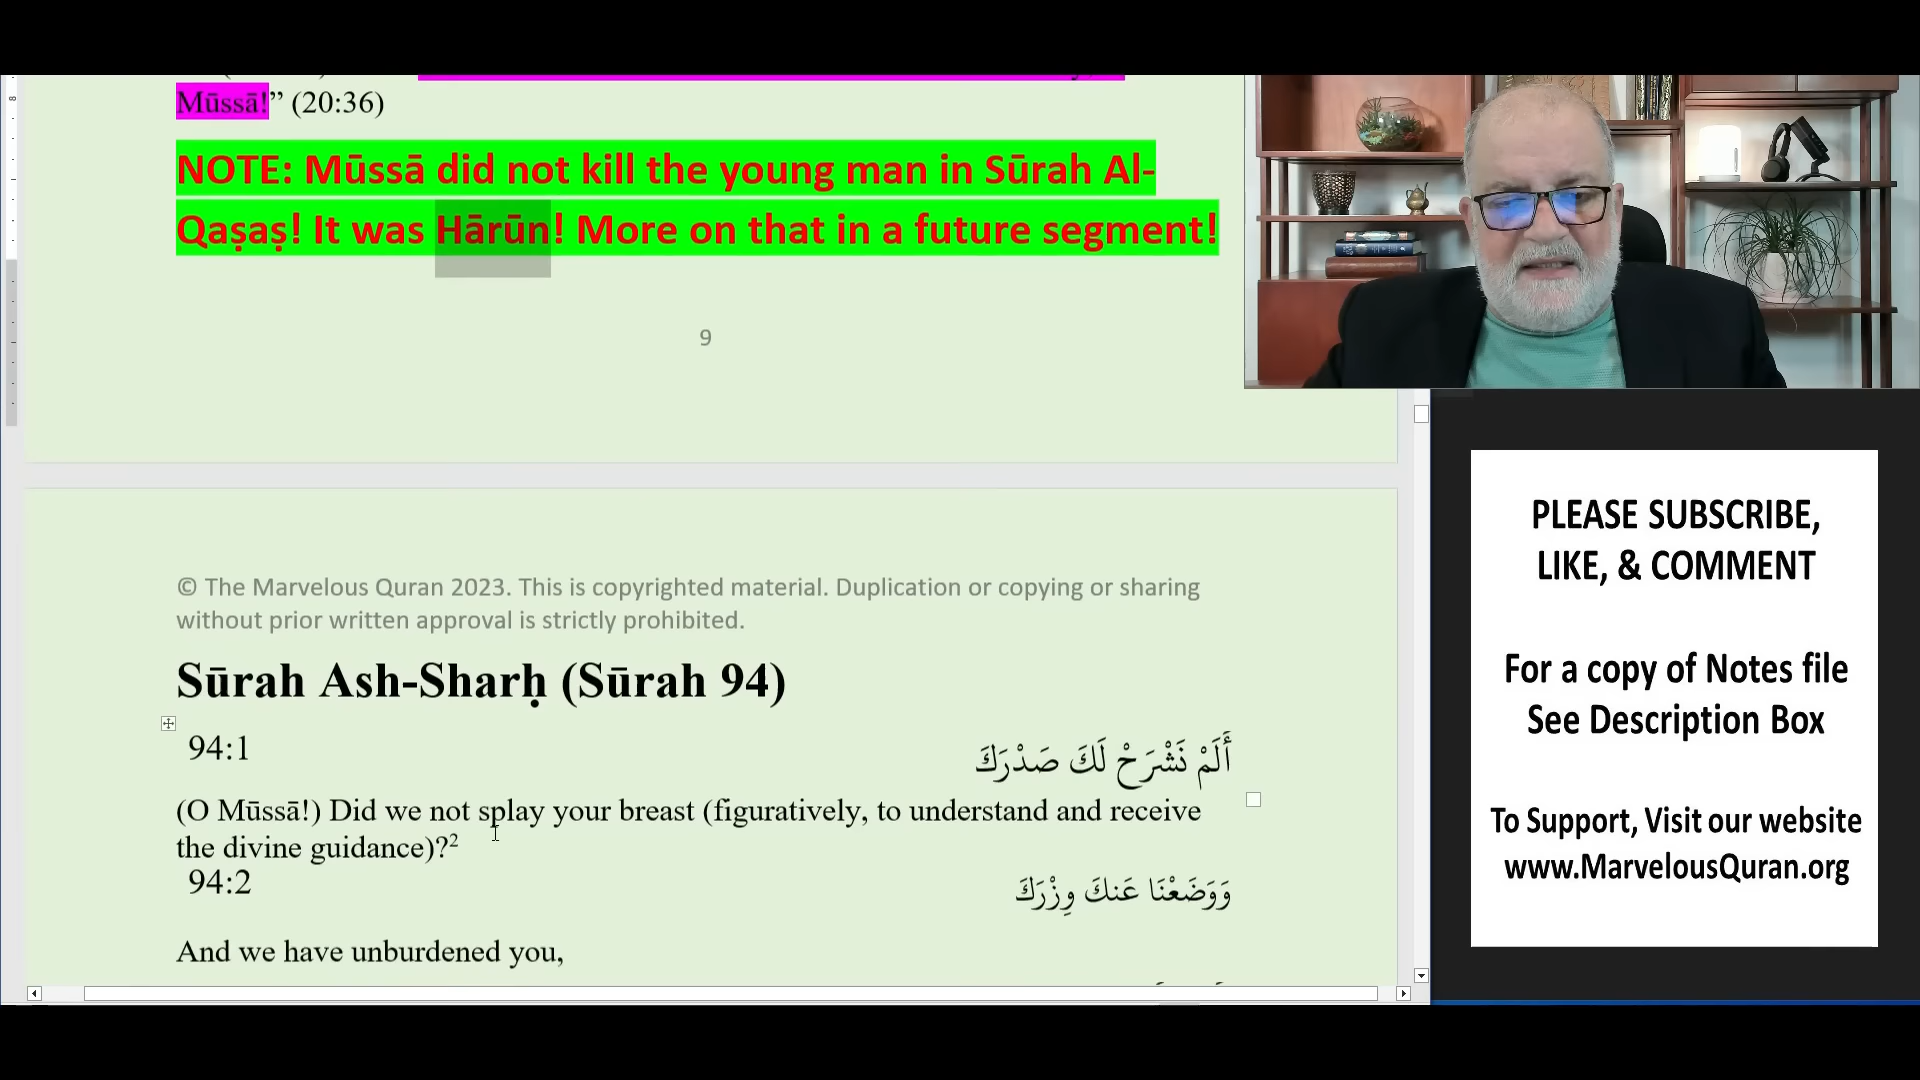 Mūssā!” (20:36)
NOTE: Mūssā did not kill the young man in Sūrah Al-
Qaṣaṣ! It was Hārūn! More on that in a future segment!
9
© The Marvelous Quran 2023. This is copyrighted material. Duplication or copying or sharing
without prior written approval is strictly prohibited.
Sūrah Ash-Sharḥ (Sūrah 94)
94:1
أَلَمْ نَشْرَحْ لَكَ صَدْرَكَ
(O Mūssā!) Did we not splay your breast (figuratively, to understand and receive
the divine guidance)?2
94:2
وَوَضَعْنَا عَنكَ وِزْرَكَ
And we have unburdened you,
PLEASE SUBSCRIBE,
LIKE, & COMMENT
For a copy of Notes file
See Description Box
To Support, Visit our website
www.MarvelousQuran.org